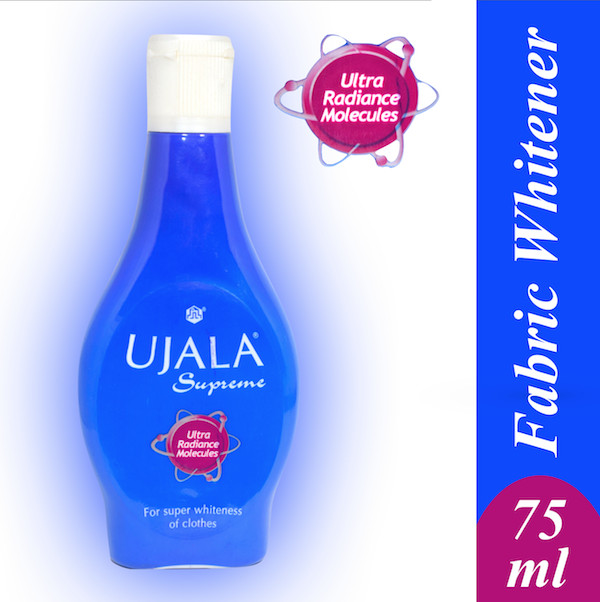 Ultra
Radiance
Molecules
UJALA®
Supreme
Ultra
Radiance
Molecules
For super whiteness
of clothes
Fabric Whitener
75
ml